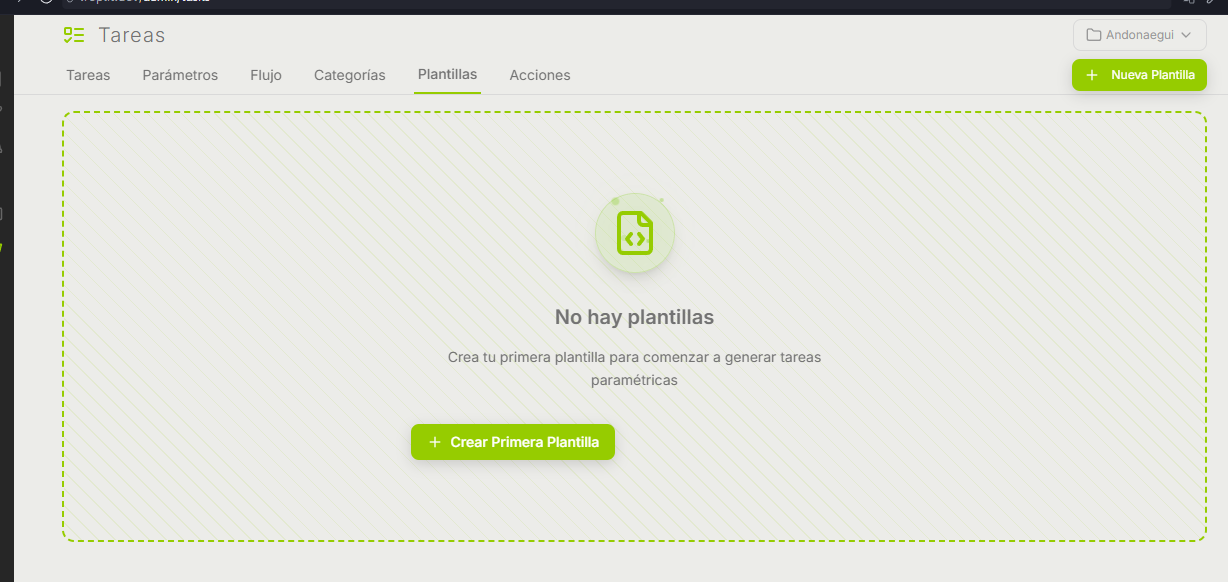 Tareas
Andonaegui
Tareas
Parámetros
Flujo
Categorías
Plantillas
Acciones
+ Nueva Plantilla
No hay plantillas
Crea tu primera plantilla para comenzar a generar tareas
paramétricas
+ Crear Primera Plantilla